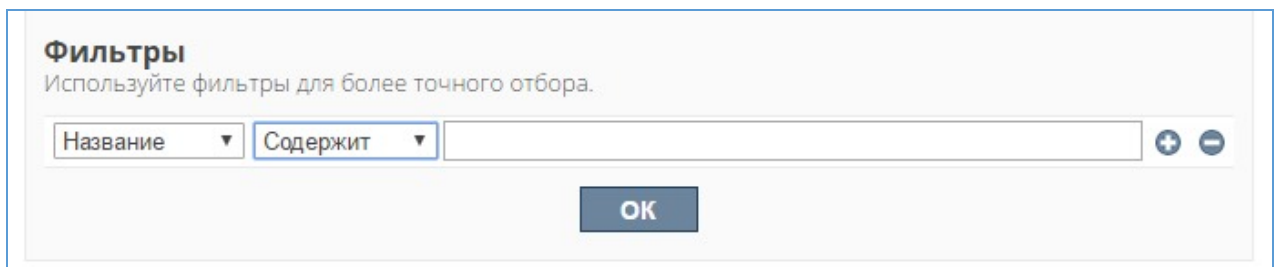 Фильтры
Используйте фильтры для более точного отбора.
Название Содержит
ОК